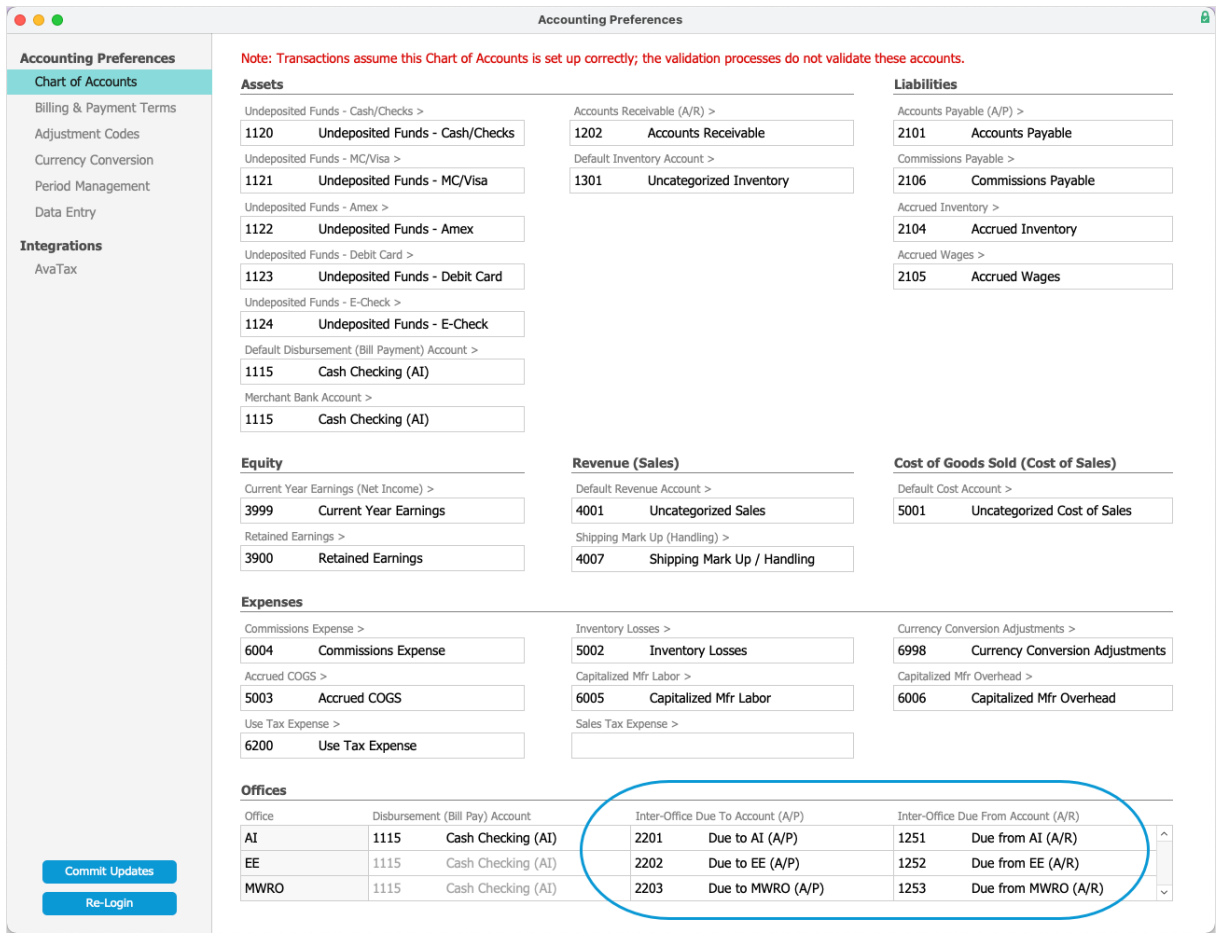 Accounting Preferences
Accounting Preferences
Chart of Accounts
Billing & Payment Terms
Adjustment Codes
Currency Conversion
Period Management
Data Entry
Integrations
AvaTax
Commit Updates
Re-Login
Note: Transactions assume this Chart of Accounts is set up correctly; the validation processes do not validate these accounts.
Assets
Undeposited Funds - Cash/Checks >
1120 Undeposited Funds - Cash/Checks
Undeposited Funds - MC/Visa >
1121 Undeposited Funds - MC/Visa
Undeposited Funds - Amex >
1122 Undeposited Funds - Amex
Undeposited Funds - Debit Card >
1123 Undeposited Funds - Debit Card
Undeposited Funds - E-Check >
1124 Undeposited Funds - E-Check
Default Disbursement (Bill Payment) Account >
1115 Cash Checking (AI)
Merchant Bank Account >
1115 Cash Checking (AI)
Accounts Receivable (A/R) >
1202 Accounts Receivable
Default Inventory Account >
1301 Uncategorized Inventory
Liabilities
Accounts Payable (A/P) >
2101 Accounts Payable
Commissions Payable >
2106 Commissions Payable
Accrued Inventory >
2104 Accrued Inventory
Accrued Wages >
2105 Accrued Wages
Equity
Current Year Earnings (Net Income) >
3999 Current Year Earnings
Retained Earnings >
3900 Retained Earnings
Revenue (Sales)
Default Revenue Account >
4001 Uncategorized Sales
Shipping Mark Up (Handling) >
4007 Shipping Mark Up / Handling
Cost of Goods Sold (Cost of Sales)
Default Cost Account >
5001 Uncategorized Cost of Sales
Expenses
Commissions Expense >
6004 Commissions Expense
Accrued COGS >
5003 Accrued COGS
Use Tax Expense >
6200 Use Tax Expense
Inventory Losses >
5002 Inventory Losses
Capitalized Mfr Labor >
6005 Capitalized Mfr Labor
Sales Tax Expense >
Currency Conversion Adjustments >
6998 Currency Conversion Adjustments
Capitalized Mfr Overhead >
6006 Capitalized Mfr Overhead
Offices
Office Disbursement (Bill Pay) Account Inter-Office Due To Account (A/P) Inter-Office Due From Account (A/R)
AI 1115 Cash Checking (AI) 2201 Due to AI (A/P) 1251 Due from AI (A/R)
EE 1115 Cash Checking (AI) 2202 Due to EE (A/P) 1252 Due from EE (A/R)
MWRO 1115 Cash Checking (AI) 2203 Due to MWRO (A/P) 1253 Due from MWRO (A/R)